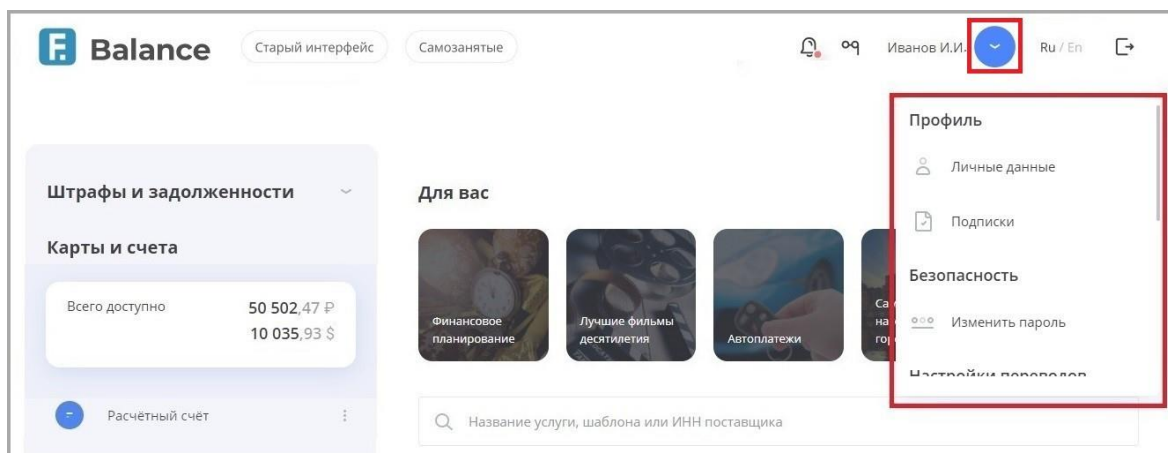 F. Balance
Старый интерфейс
Самозанятые
Иванов И.И.
Ru / En
Штрафы и задолженности
Карты и счета
Всего доступно
50 502,47 ₽
10 035,93 $
Расчётный счёт
Для вас
Финансовое
планирование
Лучшие фильмы
десятилетия
Автоплатежи
Название услуги, шаблона или ИНН поставщика
Профиль
Личные данные
Подписки
Безопасность
Изменить пароль
Настройки переводов